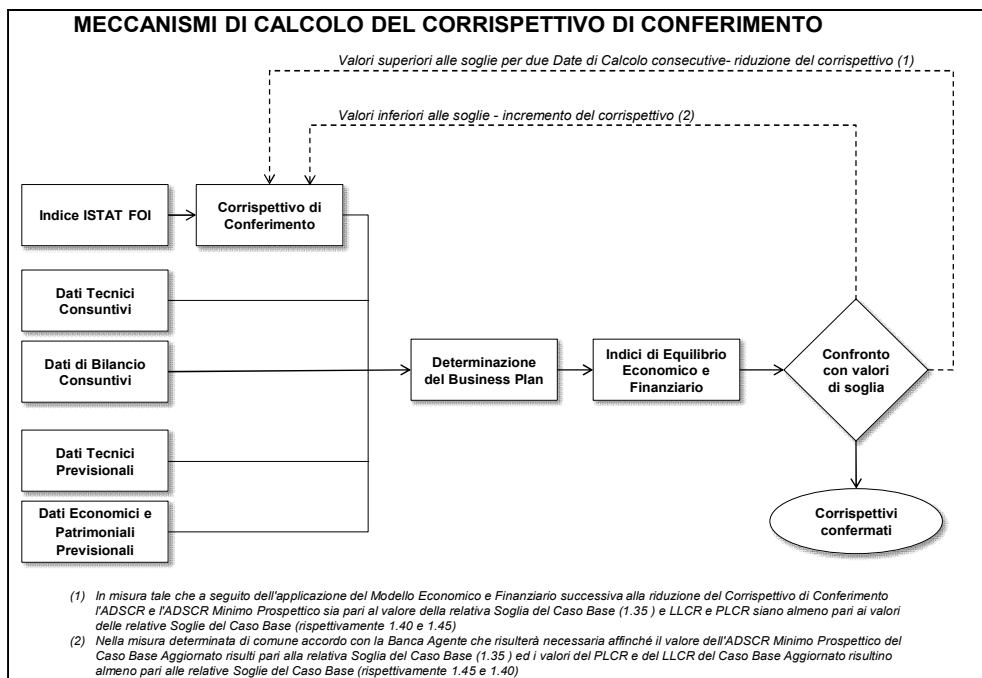 MECCANISMI DI CALCOLO DEL CORRISPETTIVO DI CONFERIMENTO
Valori superiori alle soglie per due Date di Calcolo consecutive- riduzione del corrispettivo (1)
Valori inferiori alle soglie - incremento del corrispettivo (2)
Indice ISTAT FOI
Corrispettivo di
Conferimento
Dati Tecnici
Consuntivi
Dati di Bilancio
Consuntivi
Determinazione
del Business Plan
Indici di Equilibrio
Economico e
Finanziario
Confronto
con valori
di soglia
Dati Tecnici
Previsionali
Dati Economici e
Patrimoniali
Previsionali
Corrispettivi
confermati
(1) In misura tale che a seguito dell'applicazione del Modello Economico e Finanziario successiva alla riduzione del Corrispettivo di Conferimento
l'ADSCR e l'ADSCR Minimo Prospettico sia pari al valore della relativa Soglia del Caso Base (1.35 ) e LLCR e PLCR siano almeno pari ai valori
delle relative Soglie del Caso Base (rispettivamente 1.40 e 1.45)
(2) Nella misura determinata di comune accordo con la Banca Agente che risulterà necessaria affinché il valore dell'ADSCR Minimo Prospettico del
Caso Base Aggiornato risulti pari alla relativa Soglia del Caso Base (1.35 ) ed i valori del PLCR e del LLCR del Caso Base Aggiornato risultino
almeno pari alle relative Soglie del Caso Base (rispettivamente 1.45 e 1.40)